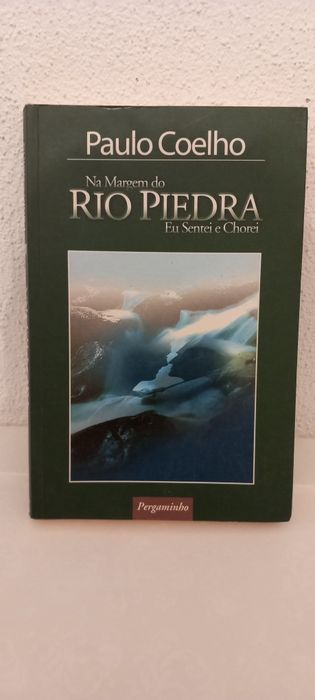 Paulo Coelho
Na Margem do
RIO PIEDRA
Eu Sentei e Chorei
Pergaminho